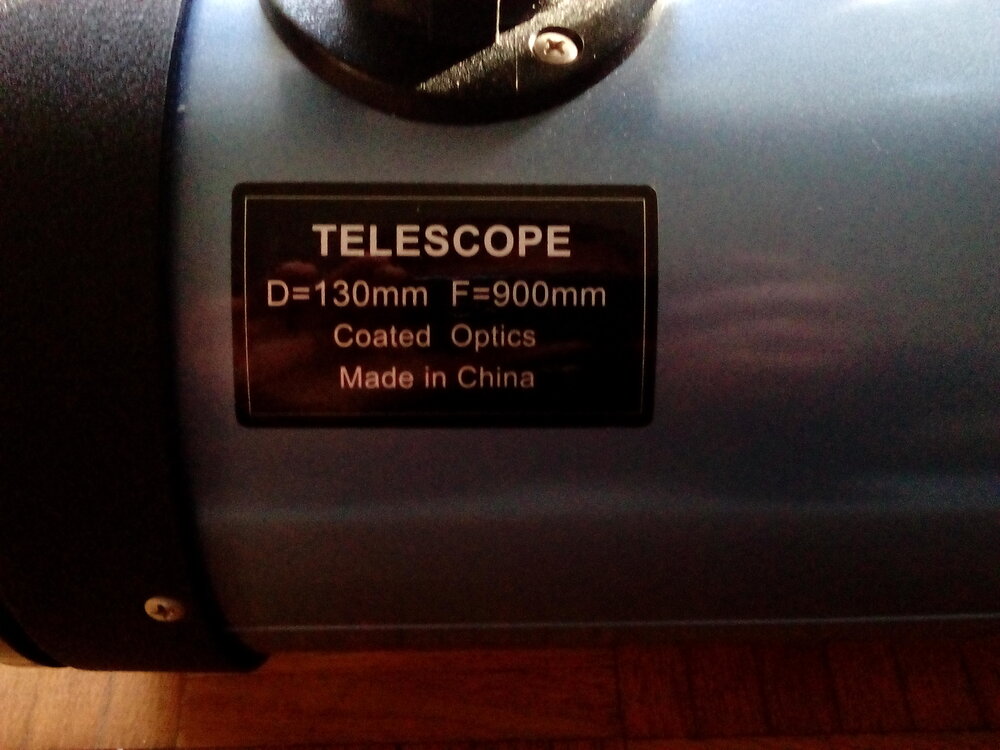 TELESCOPE
D=130mm F=900mm
Coated Optics
Made in China